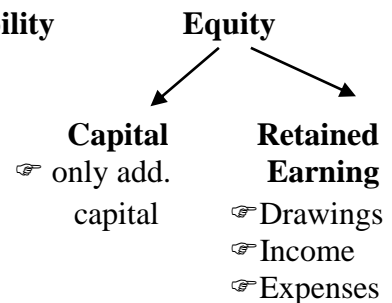 ility Equity
Capital
☞ only add.
capital
Retained
Earning
☞Drawings
☞Income
☞Expenses